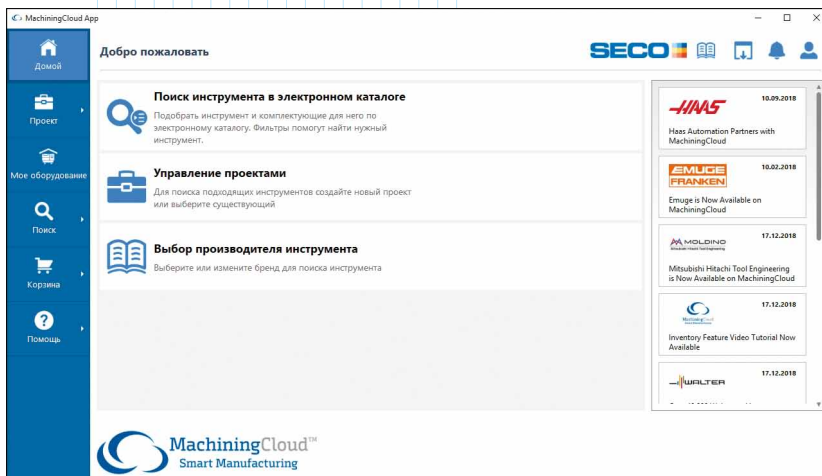 MachiningCloud App
Домой
Проект
Мое оборудование
Поиск
Корзина
Помощь
Добро пожаловать
SECO
Поиск инструмента в электронном каталоге
Подобрать инструмент и комплектующие для него по
электронному каталогу. Фильтры помогут найти нужный
инструмент.
Управление проектами
Для поиска подходящих инструментов создайте новый проект
или выберите существующий
Выбор производителя инструмента
Выберите или измените бренд для поиска инструмента
HAAS
10.09.2018
Haas Automation Partners with
MachiningCloud
EMUGE
FRANKEN
10.02.2018
Emuge is Now Available on
MachiningCloud
MOLDINO
17.12.2018
Mitsubishi Hitachi Tool Engineering
is Now Available on MachiningCloud
MachiningCloud
17.12.2018
Inventory Feature Video Tutorial Now
Available
WALTER
17.12.2018
MachiningCloud™
Smart Manufacturing